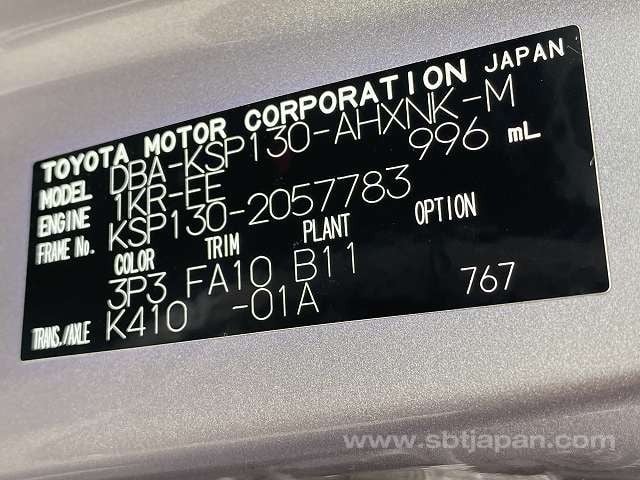 TOYOTA MOTOR CORPORATION JAPAN
MODEL DBA-KSP130-AHXNK-M
ENGINE 1KR-FE 996 mL
FRAME No. KSP130-2057783
COLOR TRIM PLANT OPTION
3P3 FA10 B11
TRANS./AXLE K410 -01A 767
www.sbtjapan.com